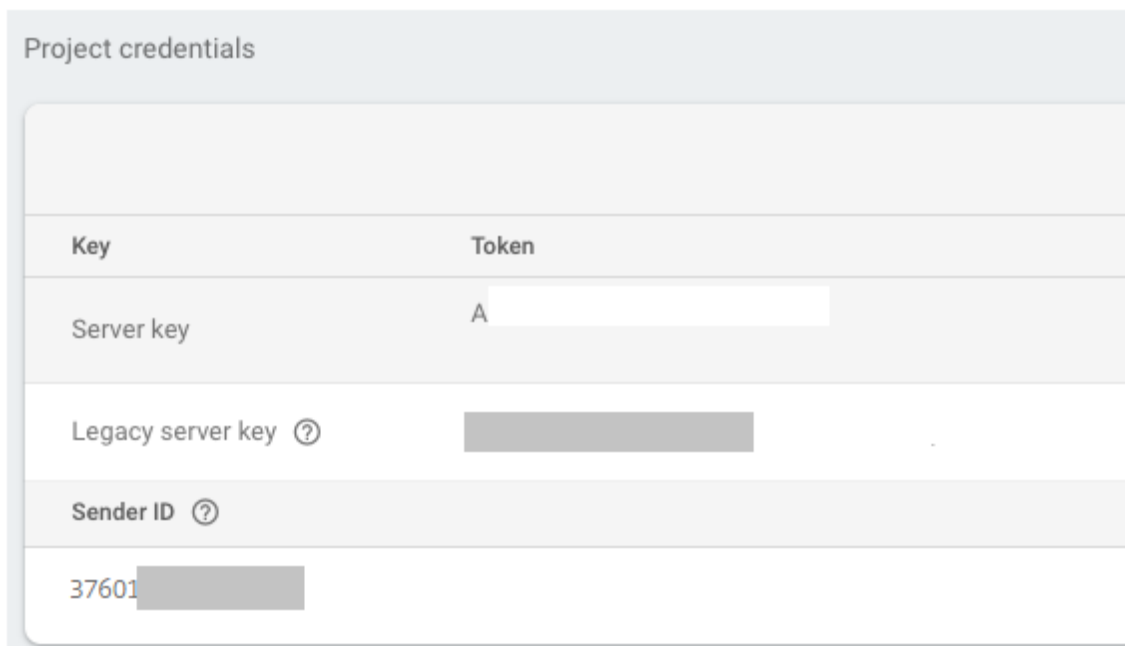 Project credentials
Key Token
Server key A
Legacy server key ?
Sender ID ?
37601